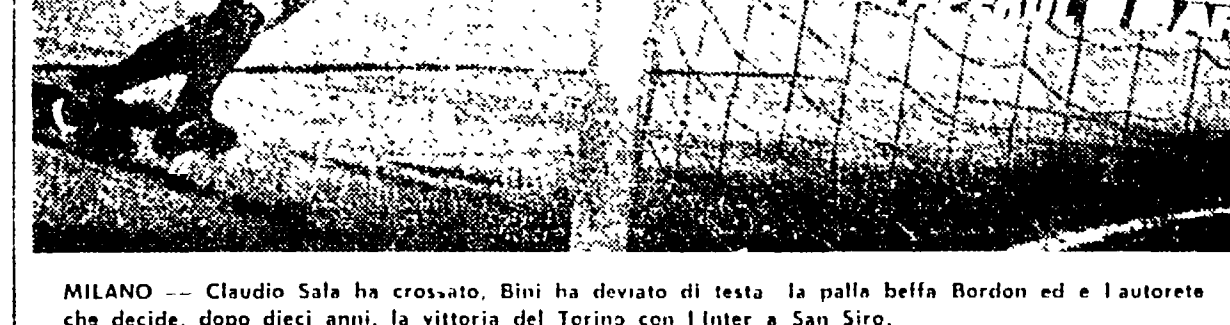 MILANO -- Claudio Sala ha crossato, Bini ha deviato di testa la palla beffa Bordon ed e l autorete
che decide, dopo dieci anni, la vittoria del Torino con l Inter a San Siro.